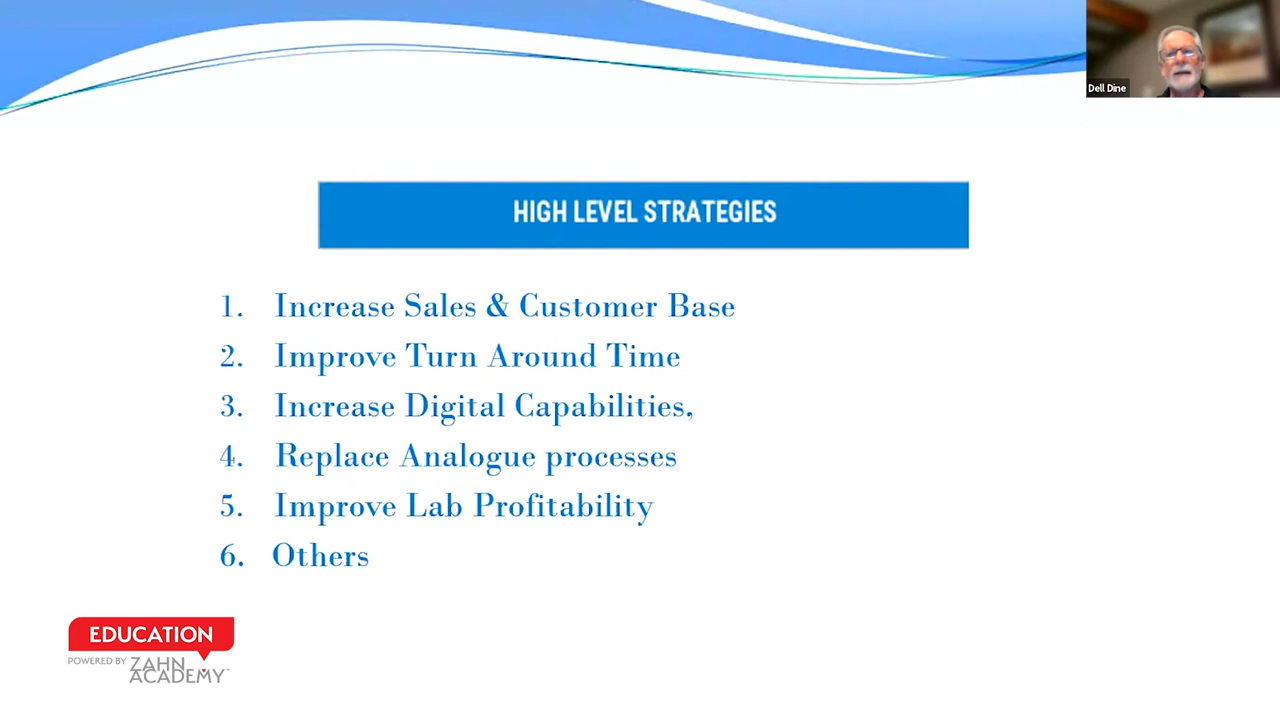 Dell Dine
HIGH LEVEL STRATEGIES
1. Increase Sales & Customer Base
2. Improve Turn Around Time
3. Increase Digital Capabilities,
4. Replace Analogue processes
5. Improve Lab Profitability
6. Others
EDUCATION
POWERED BY ZAHN
ACADEMY™